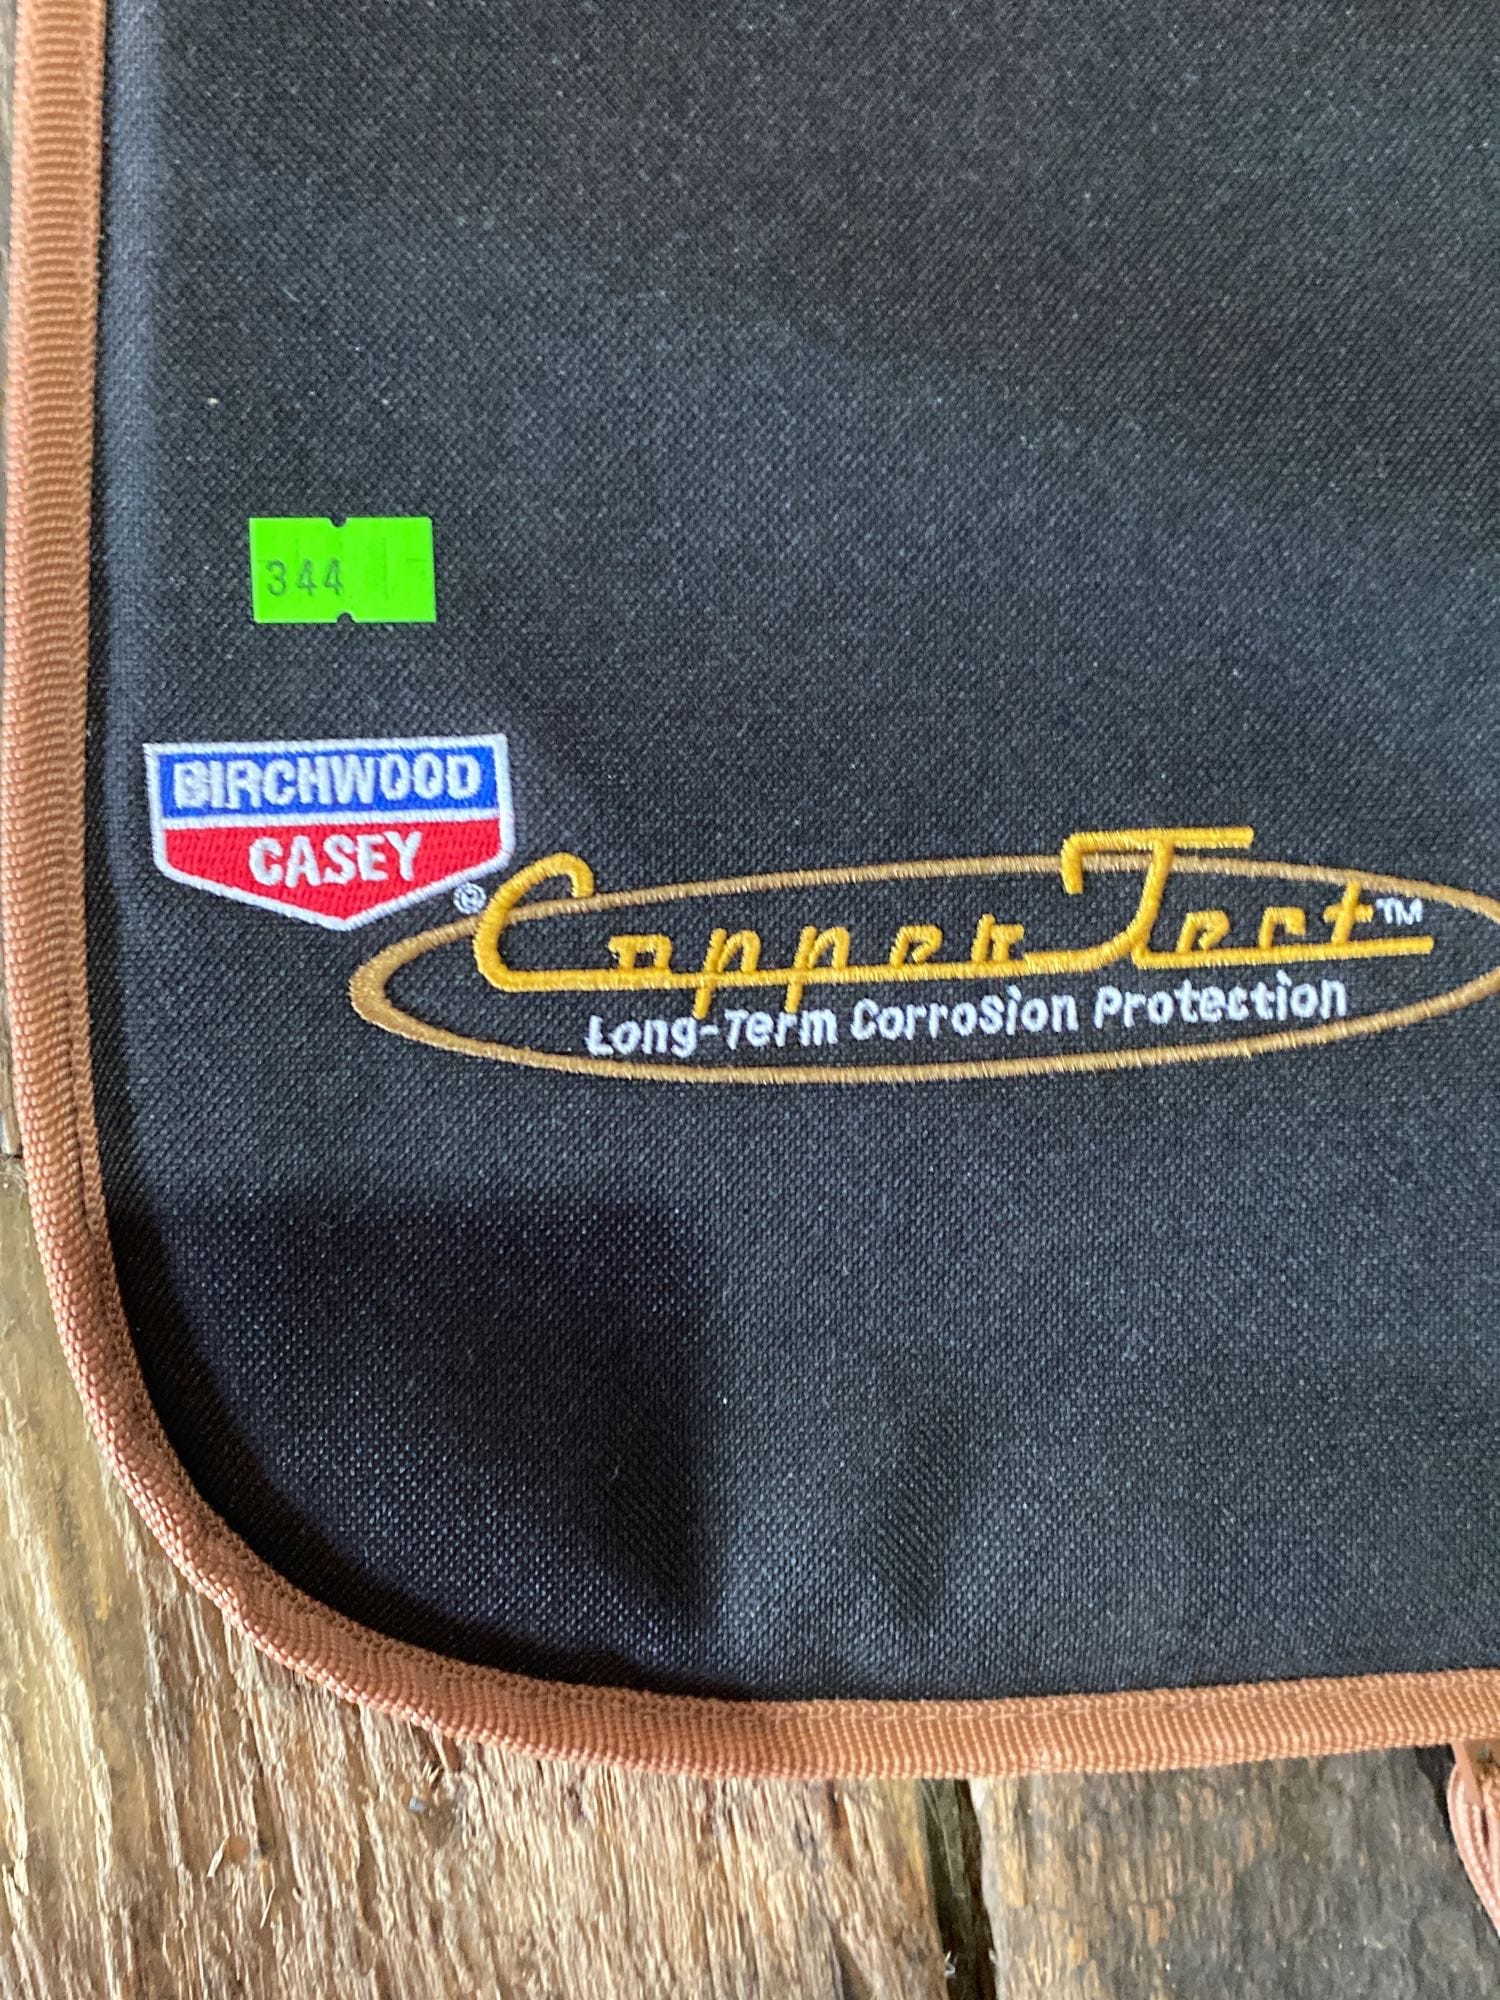 344
BIRCHWOOD
CASEY
®
CopperTect™
Long-Term Corrosion Protection